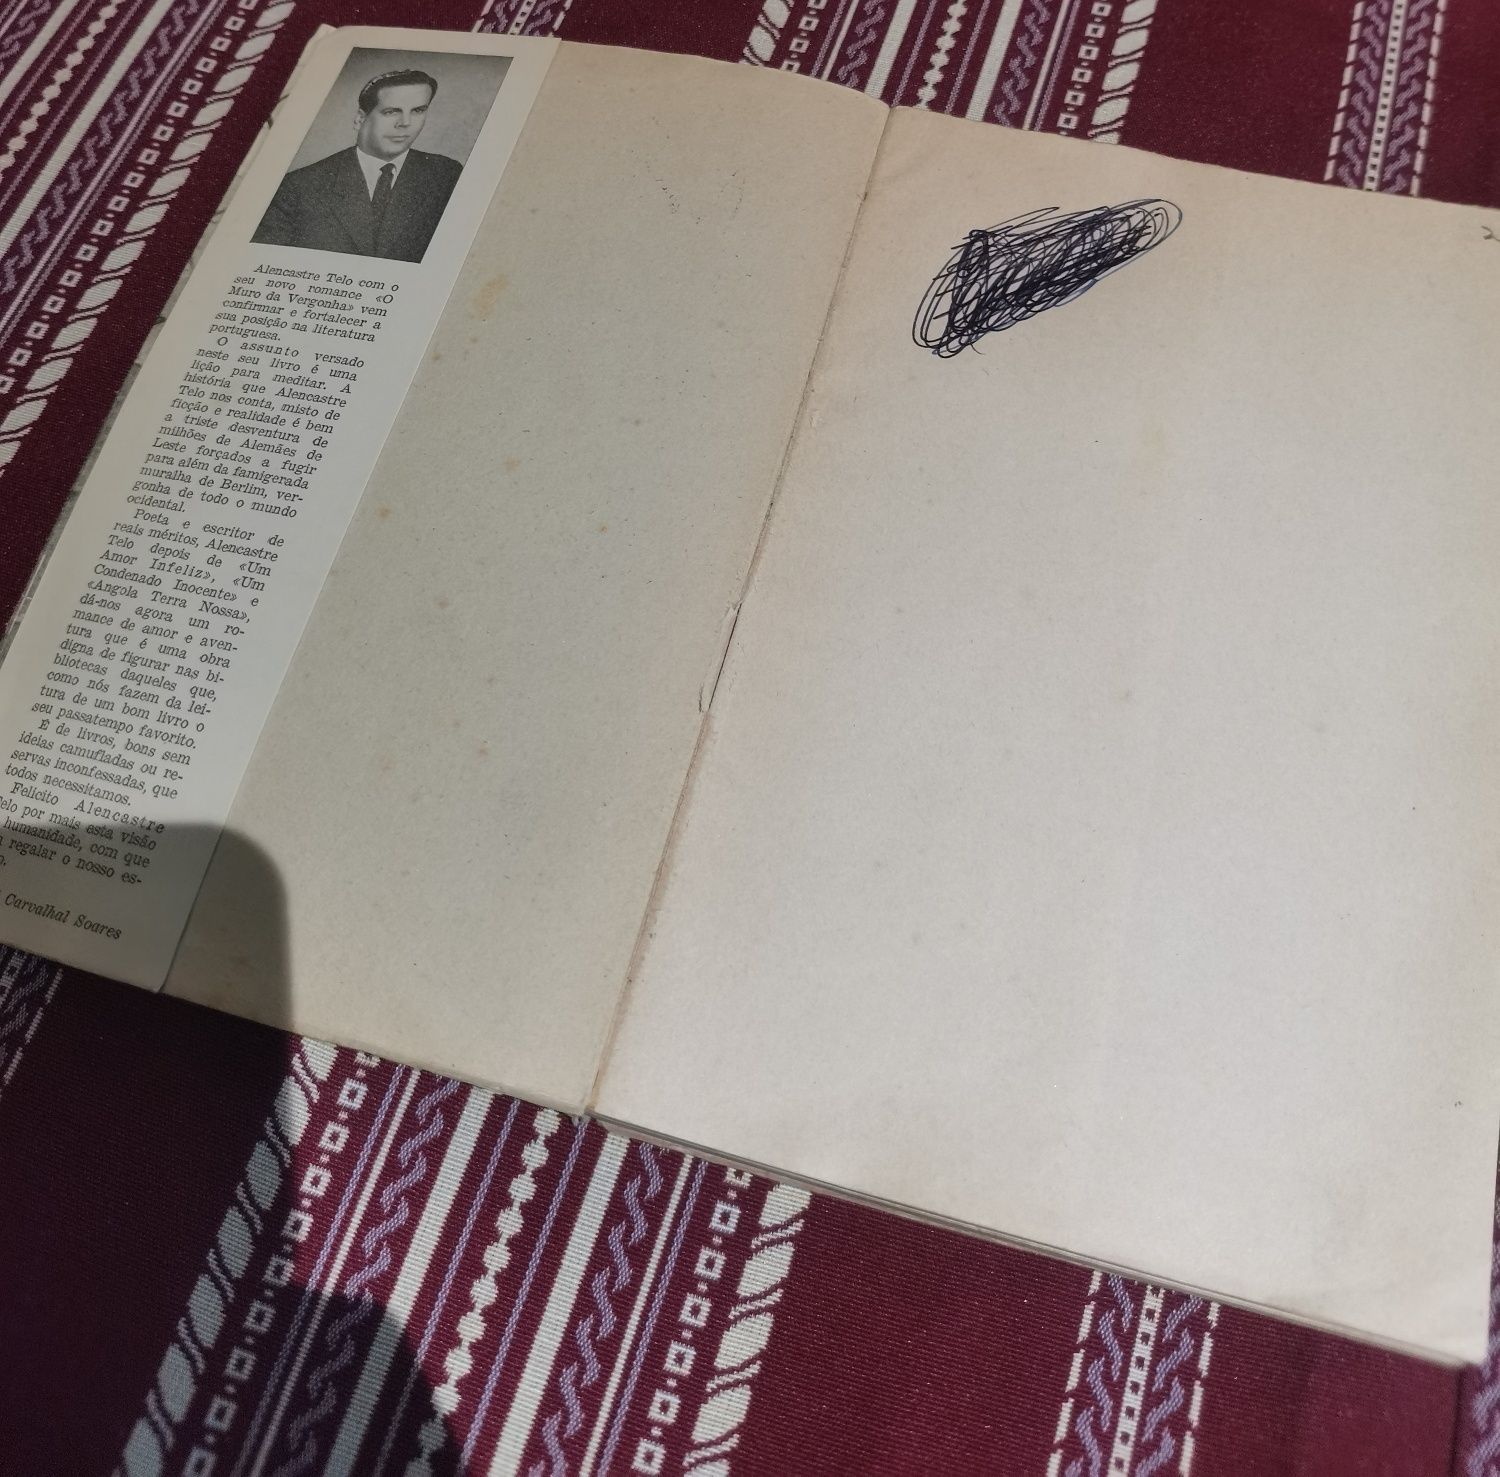 Alencastre Telo com o
seu novo romance «O
Muro da Vergonha» vem
confirmar e fortalecer a
sua posição na literatura
portuguesa.
O assunto versado
neste seu livro é uma
lição para meditar. A
história que Alencastre
Telo nos conta, misto de
ficção e realidade é bem
a triste desventura de
milhões de Alemães de
Leste forçados a fugir
para além da famigerada
muralha de Berlim, ver-
gonha de todo o mundo
ocidental.
Poeta e escritor de
reais méritos, Alencastre
Telo depois de «Um
Amor Infeliz», «Um
Condenado Inocente» e
«Angola Terra Nossa»,
dá-nos agora um ro-
mance de amor e aven-
tura que é uma obra
digna de figurar nas bi-
bliotecas daqueles que,
como nós fazem da lei-
tura de um bom livro o
seu passatempo favorito.
É de livros, bons sem
ideias camufladas ou re-
servas inconfessadas, que
todos necessitamos.
Felicito Alencastre
Telo por mais esta visão
humanidade, com que
regalar o nosso es-
Carvalhal Soares